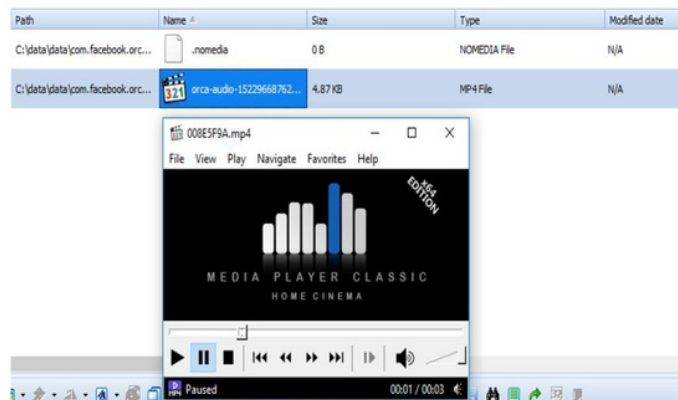 Path Name Size Type Modified date
C:\data\data\com.facebook.orc... .nomedia 0 B NOMEDIA File N/A
C:\data\data\com.facebook.orc... orca-audio-15229668762... 4.87 KB MP4 File N/A
008E5F9A.mp4
File View Play Navigate Favorites Help
x64
EDITION
MEDIA PLAYER CLASSIC
HOME CINEMA
Paused 00:01 / 00:03